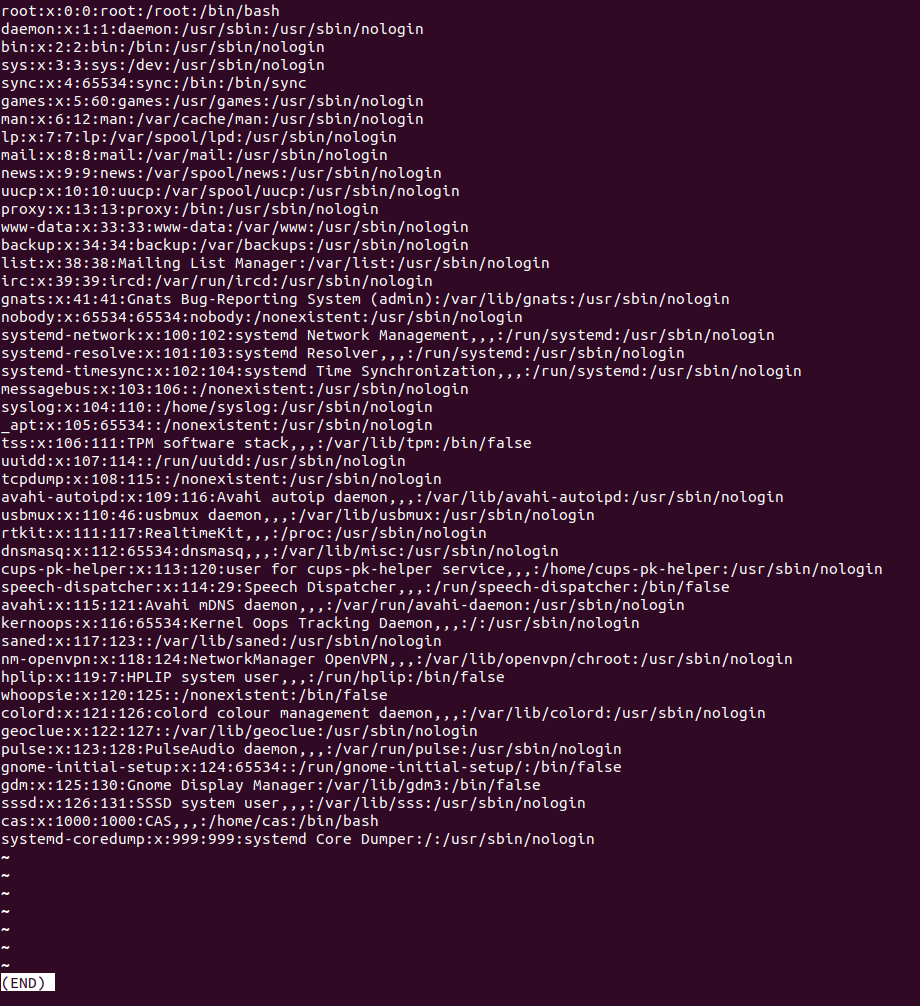 root:x:0:0:root:/root:/bin/bash
daemon:x:1:1:daemon:/usr/sbin:/usr/sbin/nologin
bin:x:2:2:bin:/bin:/usr/sbin/nologin
sys:x:3:3:sys:/dev:/usr/sbin/nologin
sync:x:4:65534:sync:/bin:/bin/sync
games:x:5:60:games:/usr/games:/usr/sbin/nologin
man:x:6:12:man:/var/cache/man:/usr/sbin/nologin
lp:x:7:7:lp:/var/spool/lpd:/usr/sbin/nologin
mail:x:8:8:mail:/var/mail:/usr/sbin/nologin
news:x:9:9:news:/var/spool/news:/usr/sbin/nologin
uucp:x:10:10:uucp:/var/spool/uucp:/usr/sbin/nologin
proxy:x:13:13:proxy:/bin:/usr/sbin/nologin
www-data:x:33:33:www-data:/var/www:/usr/sbin/nologin
backup:x:34:34:backup:/var/backups:/usr/sbin/nologin
list:x:38:38:Mailing List Manager:/var/list:/usr/sbin/nologin
irc:x:39:39:ircd:/var/run/ircd:/usr/sbin/nologin
gnats:x:41:41:Gnats Bug-Reporting System (admin):/var/lib/gnats:/usr/sbin/nologin
nobody:x:65534:65534:nobody:/nonexistent:/usr/sbin/nologin
systemd-network:x:100:102:systemd Network Management,,,:/run/systemd:/usr/sbin/nologin
systemd-resolve:x:101:103:systemd Resolver,,,:/run/systemd:/usr/sbin/nologin
systemd-timesync:x:102:104:systemd Time Synchronization,,,:/run/systemd:/usr/sbin/nologin
messagebus:x:103:106::/nonexistent:/usr/sbin/nologin
syslog:x:104:110::/home/syslog:/usr/sbin/nologin
_apt:x:105:65534::/nonexistent:/usr/sbin/nologin
tss:x:106:111:TPM software stack,,,:/var/lib/tpm:/bin/false
uuidd:x:107:114::/run/uuidd:/usr/sbin/nologin
tcpdump:x:108:115::/nonexistent:/usr/sbin/nologin
avahi-autoipd:x:109:116:Avahi autoip daemon,,,:/var/lib/avahi-autoipd:/usr/sbin/nologin
usbmux:x:110:46:usbmux daemon,,,:/var/lib/usbmux:/usr/sbin/nologin
rtkit:x:111:117:RealtimeKit,,,:/proc:/usr/sbin/nologin
dnsmasq:x:112:65534:dnsmasq,,,:/var/lib/misc:/usr/sbin/nologin
cups-pk-helper:x:113:120:user for cups-pk-helper service,,,:/home/cups-pk-helper:/usr/sbin/nologin
speech-dispatcher:x:114:29:Speech Dispatcher,,,:/run/speech-dispatcher:/bin/false
avahi:x:115:121:Avahi mDNS daemon,,,:/var/run/avahi-daemon:/usr/sbin/nologin
kernoops:x:116:65534:Kernel Oops Tracking Daemon,,,:/:/usr/sbin/nologin
saned:x:117:123::/var/lib/saned:/usr/sbin/nologin
nm-openvpn:x:118:124:NetworkManager OpenVPN,,,:/var/lib/openvpn/chroot:/usr/sbin/nologin
hplip:x:119:7:HPLIP system user,,,:/run/hplip:/bin/false
whoopsie:x:120:125::/nonexistent:/bin/false
colord:x:121:126:colord colour management daemon,,,:/var/lib/colord:/usr/sbin/nologin
geoclue:x:122:127::/var/lib/geoclue:/usr/sbin/nologin
pulse:x:123:128:PulseAudio daemon,,,:/var/run/pulse:/usr/sbin/nologin
gnome-initial-setup:x:124:65534::/run/gnome-initial-setup/:/bin/false
gdm:x:125:130:Gnome Display Manager:/var/lib/gdm3:/bin/false
sssd:x:126:131:SSSD system user,,,:/var/lib/sss:/usr/sbin/nologin
cas:x:1000:1000:CAS,,,:/home/cas:/bin/bash
systemd-coredump:x:999:999:systemd Core Dumper:/:/usr/sbin/nologin
~
~
~
~
~
~
~
(END)